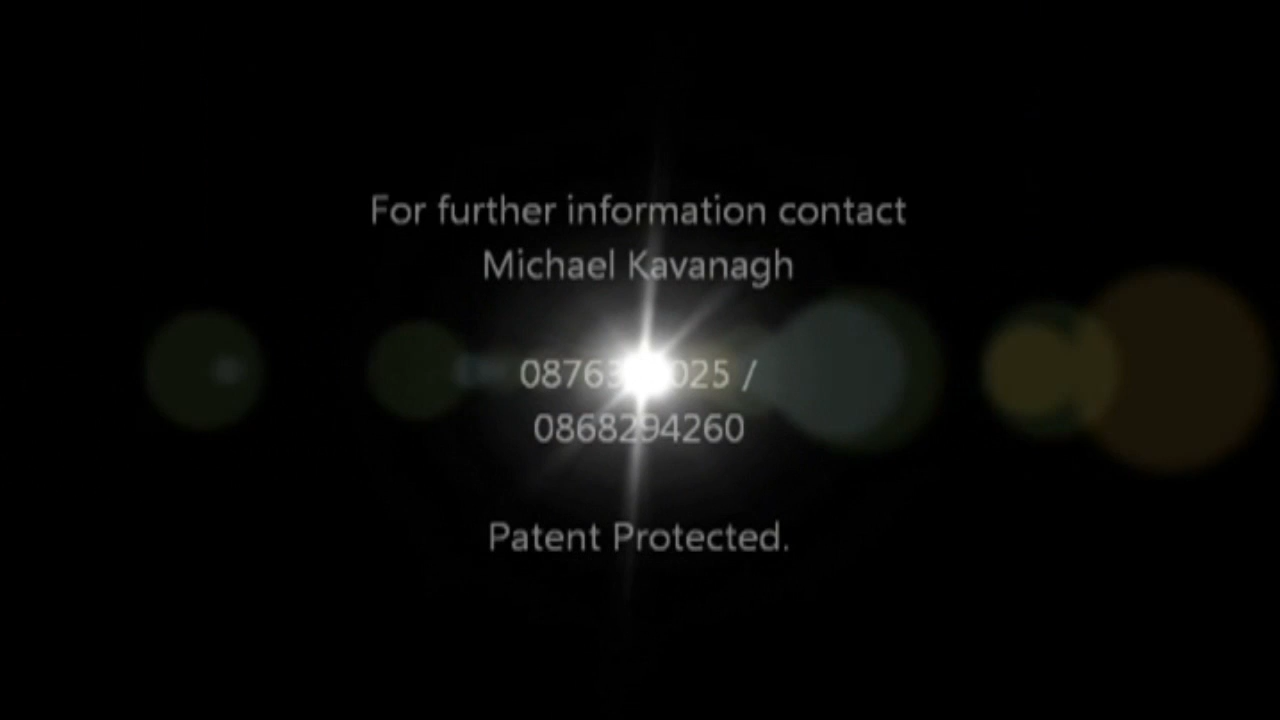 For further information contact
Michael Kavanagh
/
0868294260
Patent Protected.